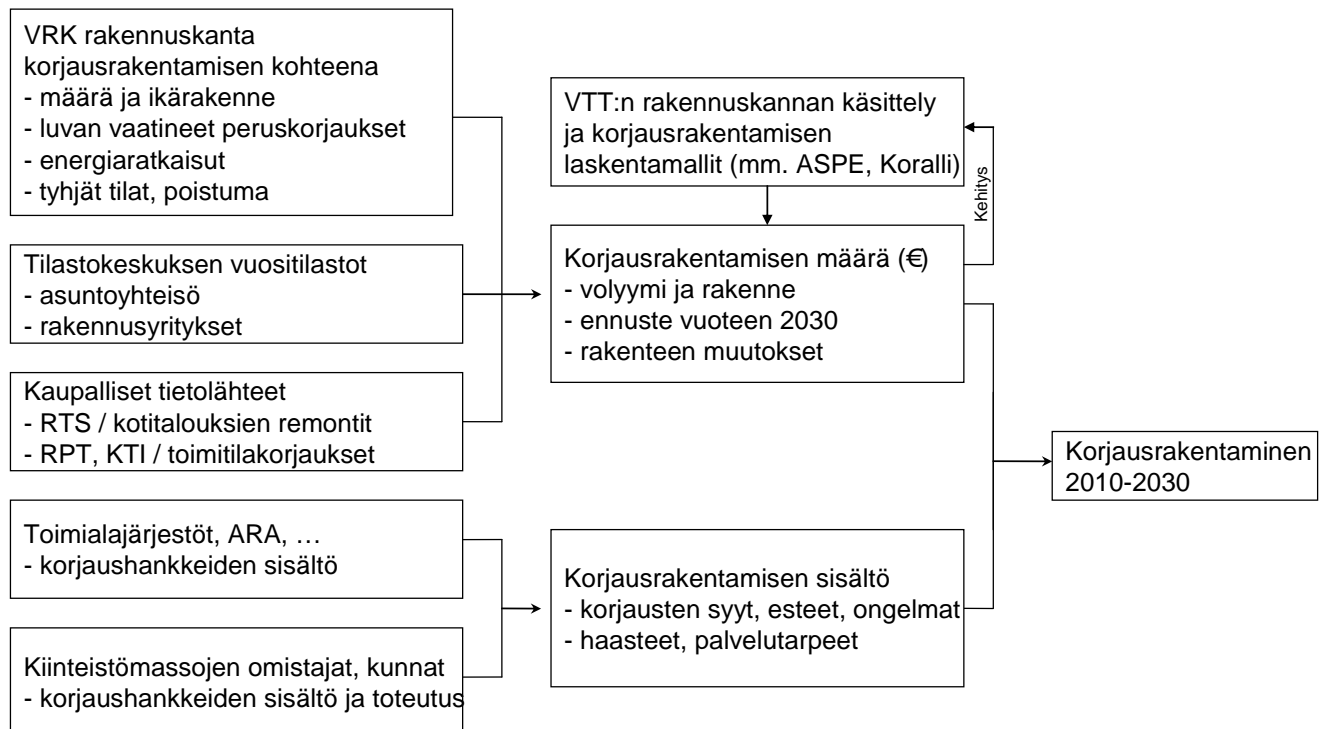 VRK rakennuskanta
korjausrakentamisen kohteena
- määrä ja ikärakenne
- luvan vaatineet peruskorjaukset
- energiaratkaisut
- tyhjät tilat, poistuma
Tilastokeskuksen vuositilastot
- asuntoyhteisö
- rakennusyritykset
Kaupalliset tietolähteet
- RTS / kotitalouksien remontit
- RPT, KTI / toimitilakorjaukset
Toimialajärjestöt, ARA, …
- korjaushankkeiden sisältö
Kiinteistömassojen omistajat, kunnat
- korjaushankkeiden sisältö ja toteutus
VTT:n rakennuskannan käsittely
ja korjausrakentamisen
laskentamallit (mm. ASPE, Koralli)
Kehitys
Korjausrakentamisen määrä (€)
- volyymi ja rakenne
- ennuste vuoteen 2030
- rakenteen muutokset
Korjausrakentamisen sisältö
- korjausten syyt, esteet, ongelmat
- haasteet, palvelutarpeet
Korjausrakentaminen
2010-2030